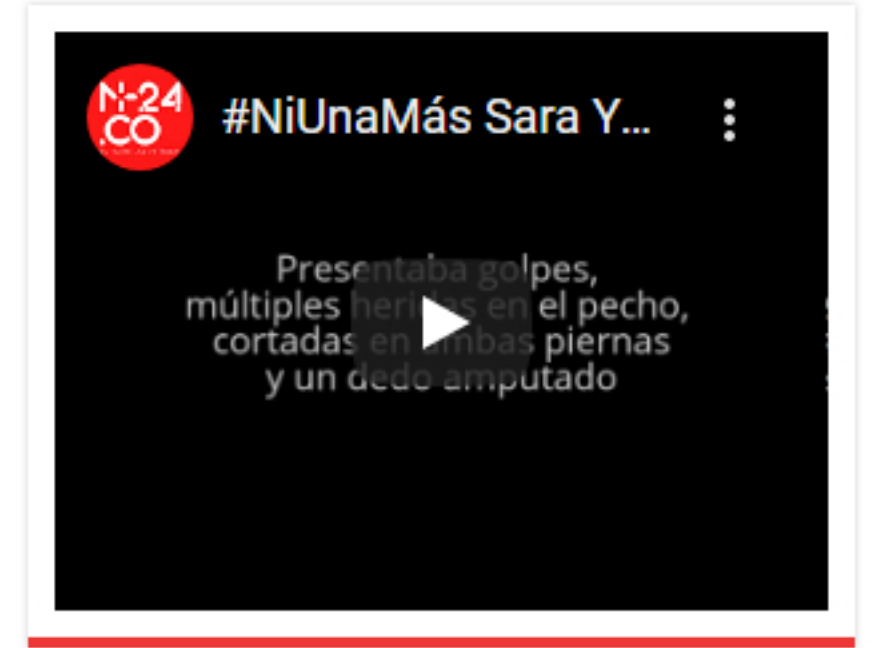 N+24
.CO
#NiUnaMás Sara Y...
Presentaba golpes,
múltiples heridas en el pecho,
cortadas en ambas piernas
y un dedo amputado